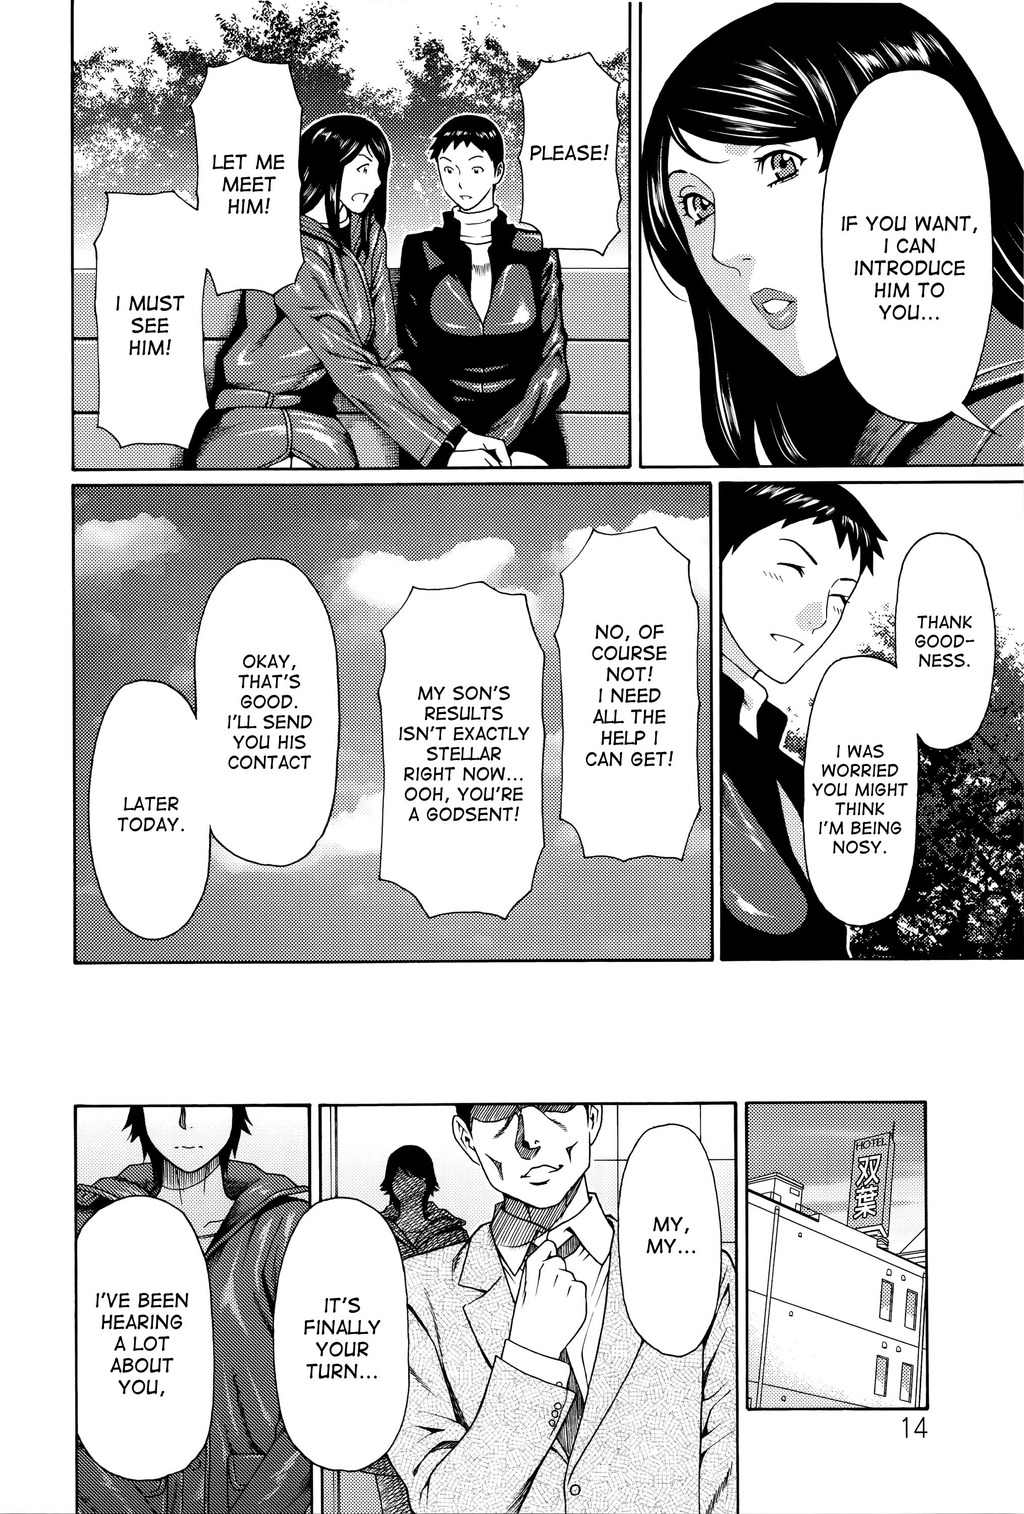 IF YOU WANT,
I CAN
INTRODUCE
HIM TO
YOU...
PLEASE!
LET ME
MEET
HIM!
I MUST
SEE
HIM!
THANK
GOOD-
NESS.
I WAS
WORRIED
YOU MIGHT
THINK
I'M BEING
NOSY.
NO, OF
COURSE
NOT!
I NEED
ALL THE
HELP I
CAN GET!
MY SON'S
RESULTS
ISN'T EXACTLY
STELLAR
RIGHT NOW...
OOH, YOU'RE
A GODSENT!
OKAY,
THAT'S
GOOD.
I'LL SEND
YOU HIS
CONTACT
LATER
TODAY.
HOTEL
双葉
MY,
MY...
IT'S
FINALLY
YOUR
TURN...
I'VE BEEN
HEARING
A LOT
ABOUT
YOU,
14